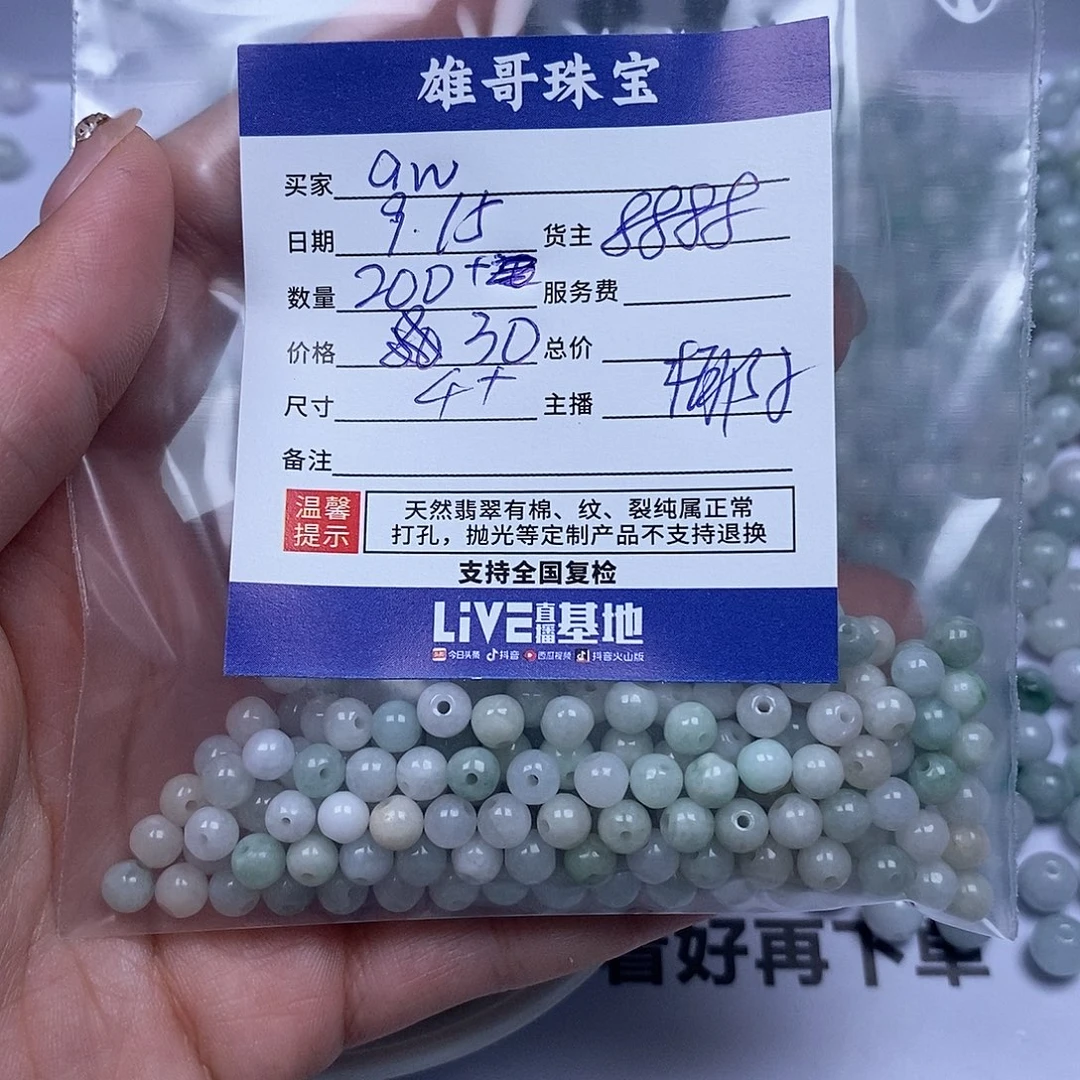 雄哥珠宝
买家 aw
日期 9.15 货主 8888
数量 200+ 服务费
价格 30 总价
尺寸 4+ 主播
备注
温馨提示
天然翡翠有棉、纹、裂纯属正常
打孔，抛光等定制产品不支持退换
支持全国复检
LiVE直播基地
今日头条 抖音 西瓜视频 抖音火山版
看好再下单